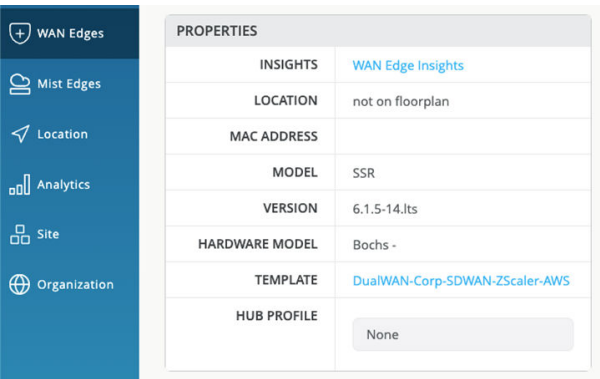 WAN Edges
Mist Edges
Location
Analytics
Site
Organization
PROPERTIES
INSIGHTS WAN Edge Insights
LOCATION not on floorplan
MAC ADDRESS
MODEL SSR
VERSION 6.1.5-14.lts
HARDWARE MODEL Bochs -
TEMPLATE DualWAN-Corp-SDWAN-ZScaler-AWS
HUB PROFILE None